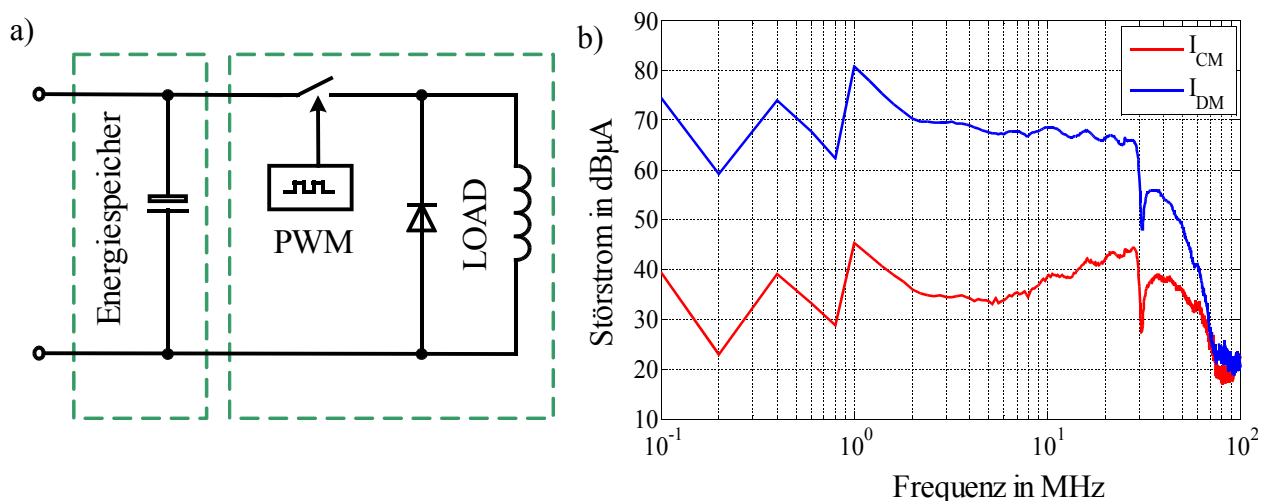 a)
Energiespeicher
PWM
LOAD
b)
Störstrom in dBµA
90
80
70
60
50
40
30
20
10
I_CM
I_DM
10^-1
10^0
10^1
10^2
Frequenz in MHz